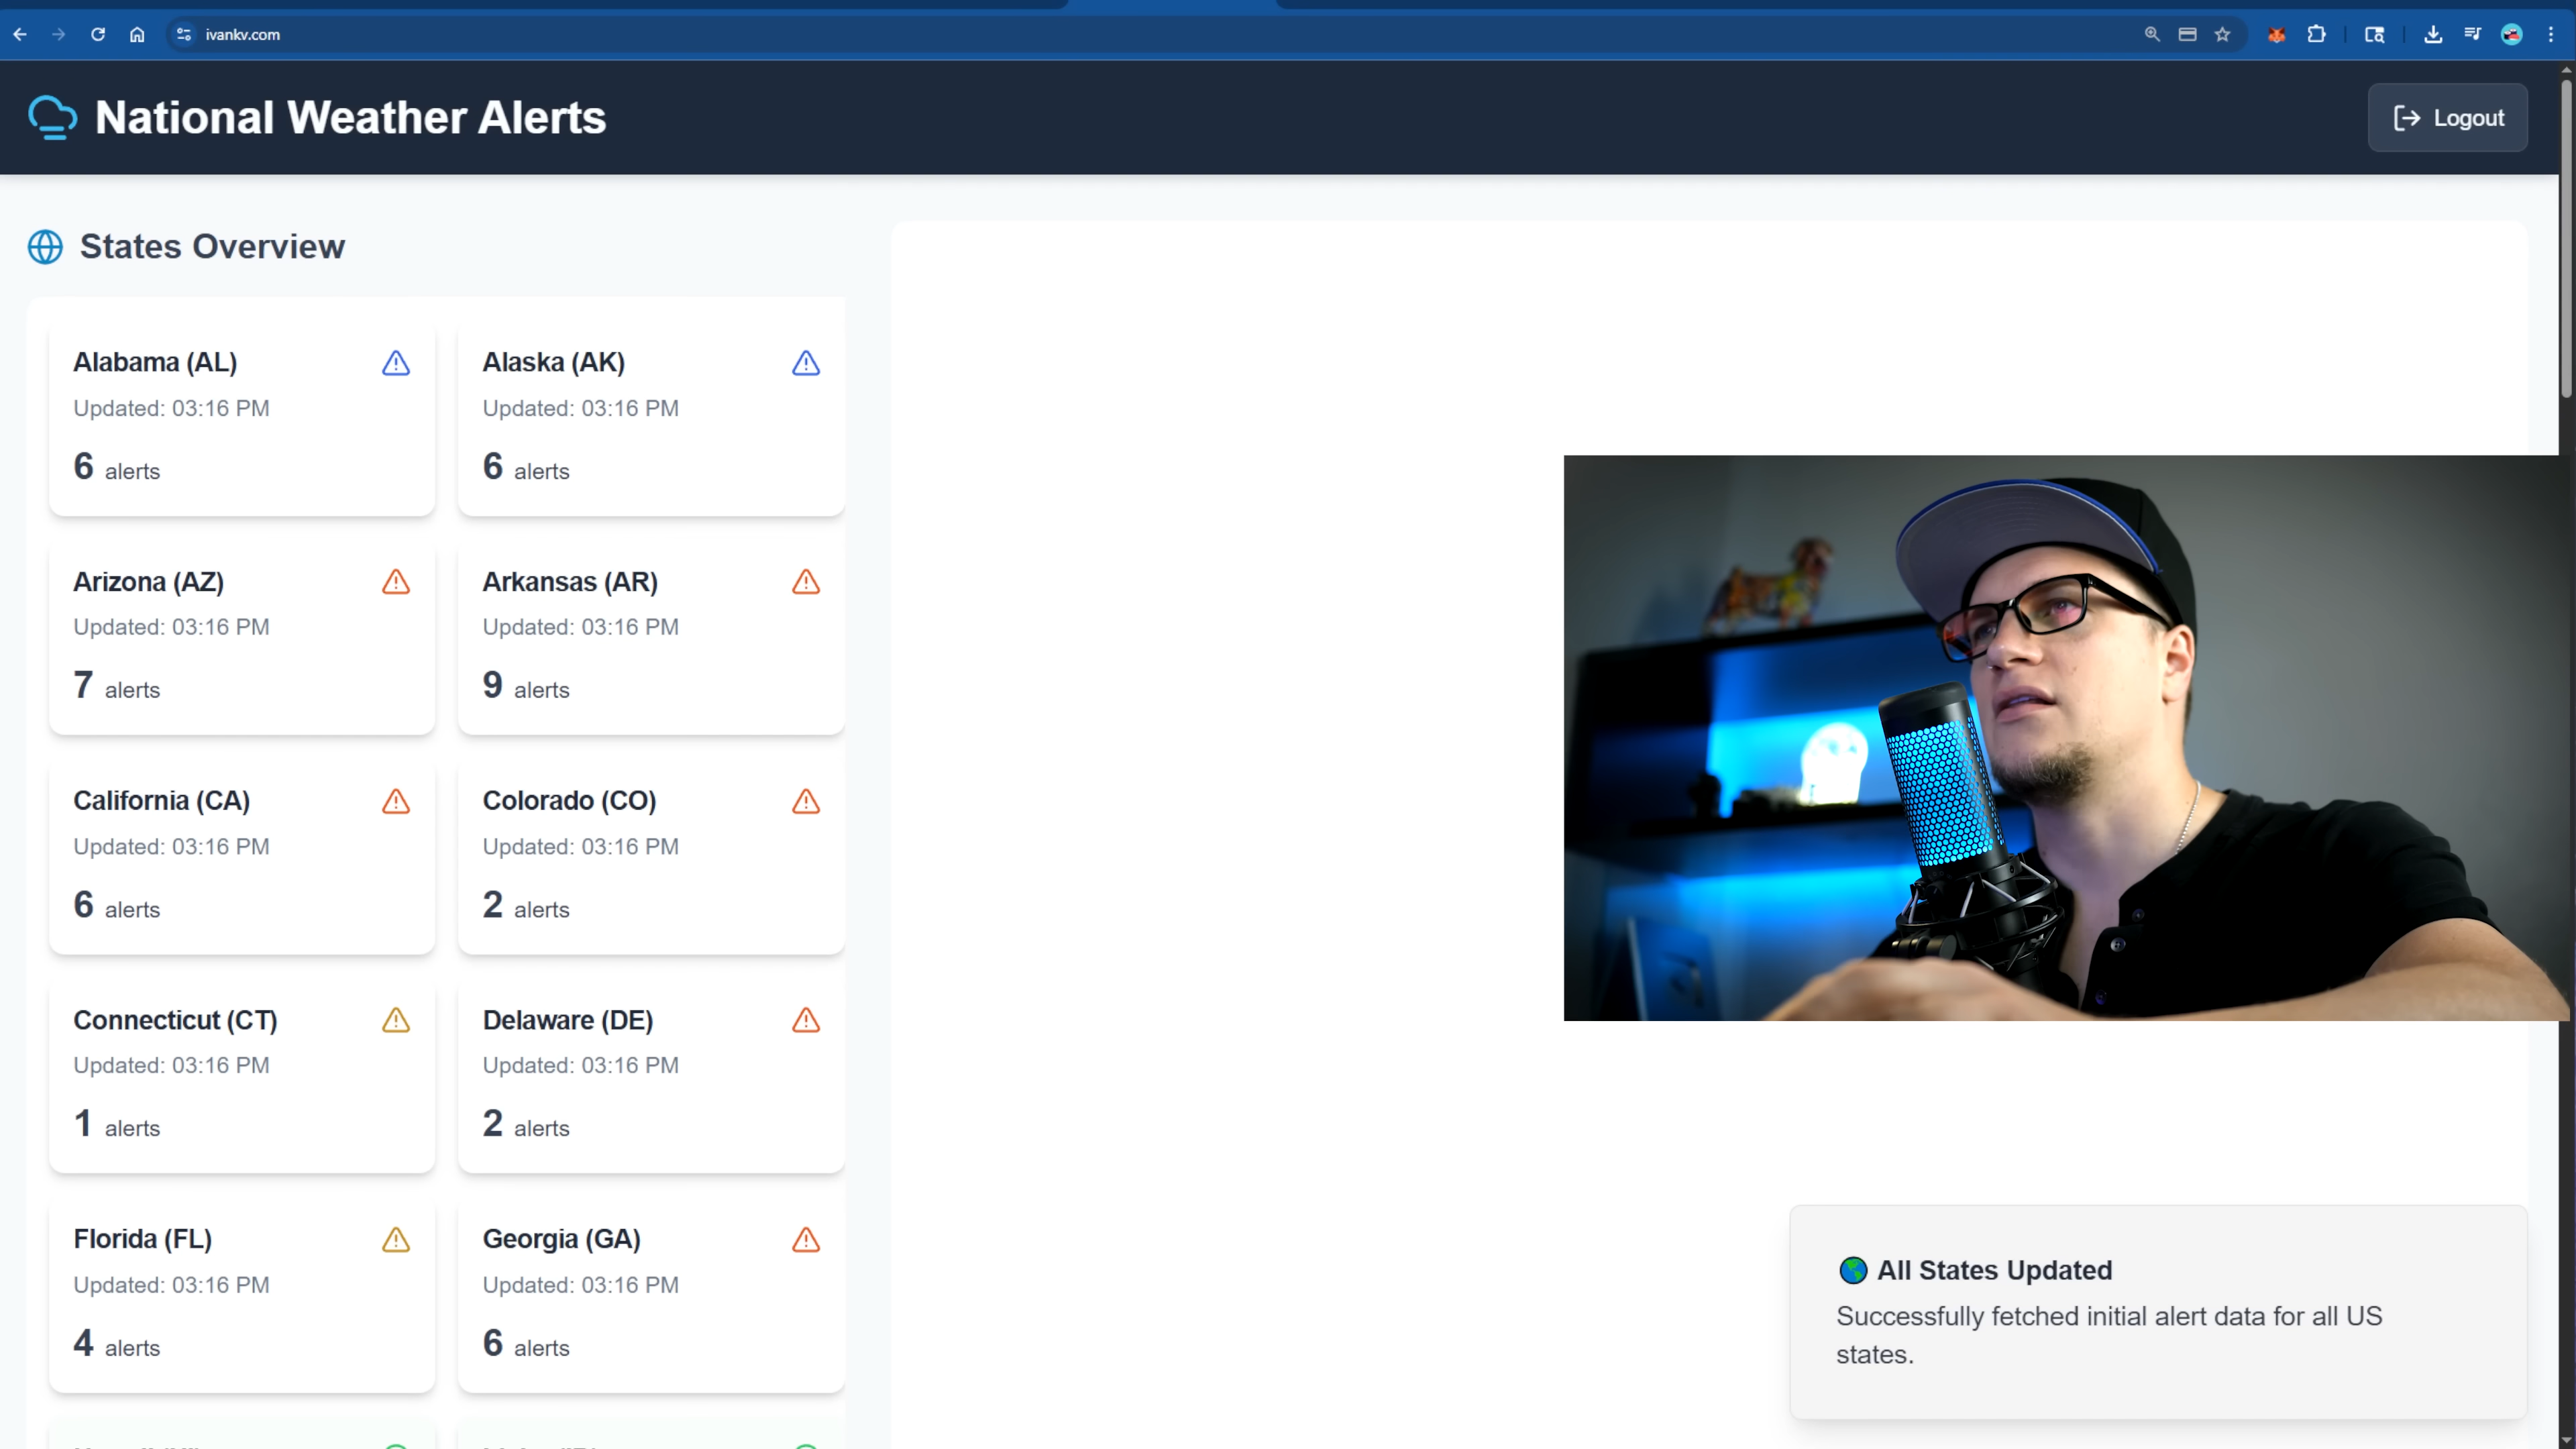 ivankv.com
National Weather Alerts
Logout
States Overview
Alabama (AL)
Updated: 03:16 PM
6 alerts
Alaska (AK)
Updated: 03:16 PM
6 alerts
Arizona (AZ)
Updated: 03:16 PM
7 alerts
Arkansas (AR)
Updated: 03:16 PM
9 alerts
California (CA)
Updated: 03:16 PM
6 alerts
Colorado (CO)
Updated: 03:16 PM
2 alerts
Connecticut (CT)
Updated: 03:16 PM
1 alerts
Delaware (DE)
Updated: 03:16 PM
2 alerts
Florida (FL)
Updated: 03:16 PM
4 alerts
Georgia (GA)
Updated: 03:16 PM
6 alerts
All States Updated
Successfully fetched initial alert data for all US
states.